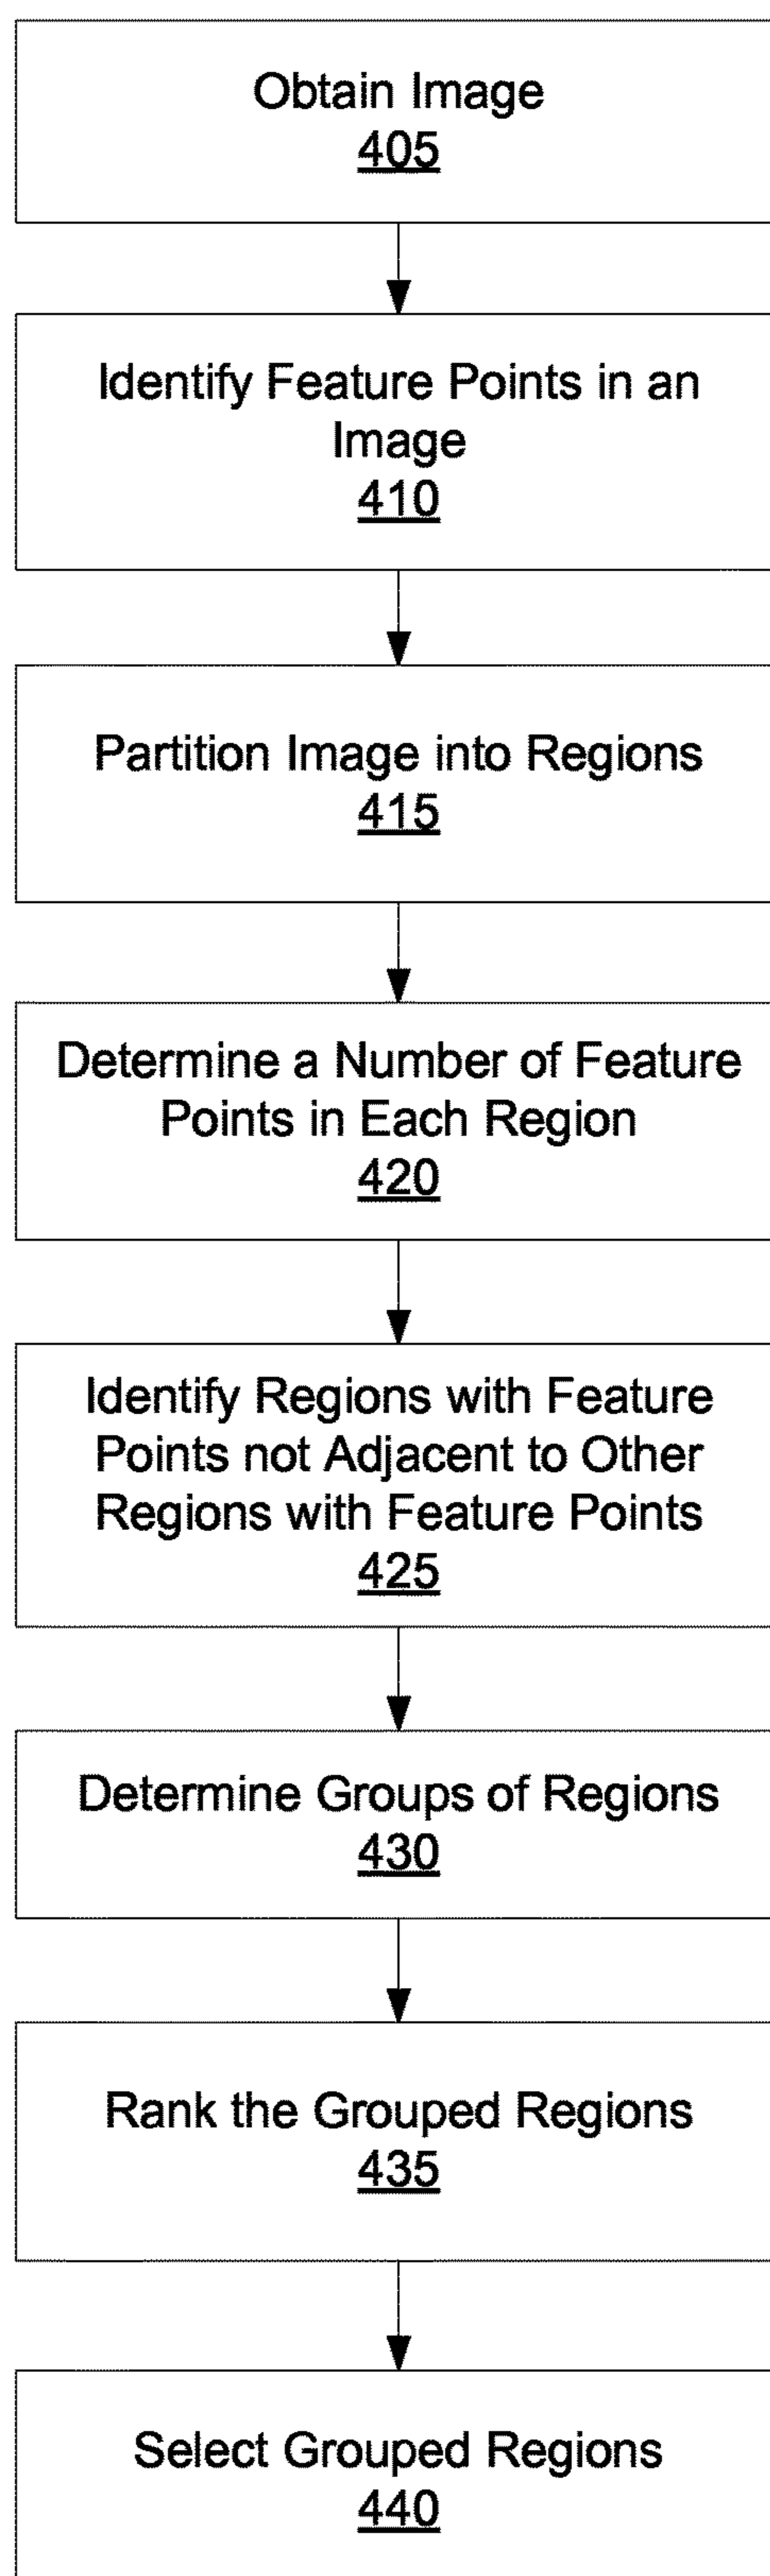 Obtain Image
405
Identify Feature Points in an
Image
410
Partition Image into Regions
415
Determine a Number of Feature
Points in Each Region
420
Identify Regions with Feature
Points not Adjacent to Other
Regions with Feature Points
425
Determine Groups of Regions
430
Rank the Grouped Regions
435
Select Grouped Regions
440